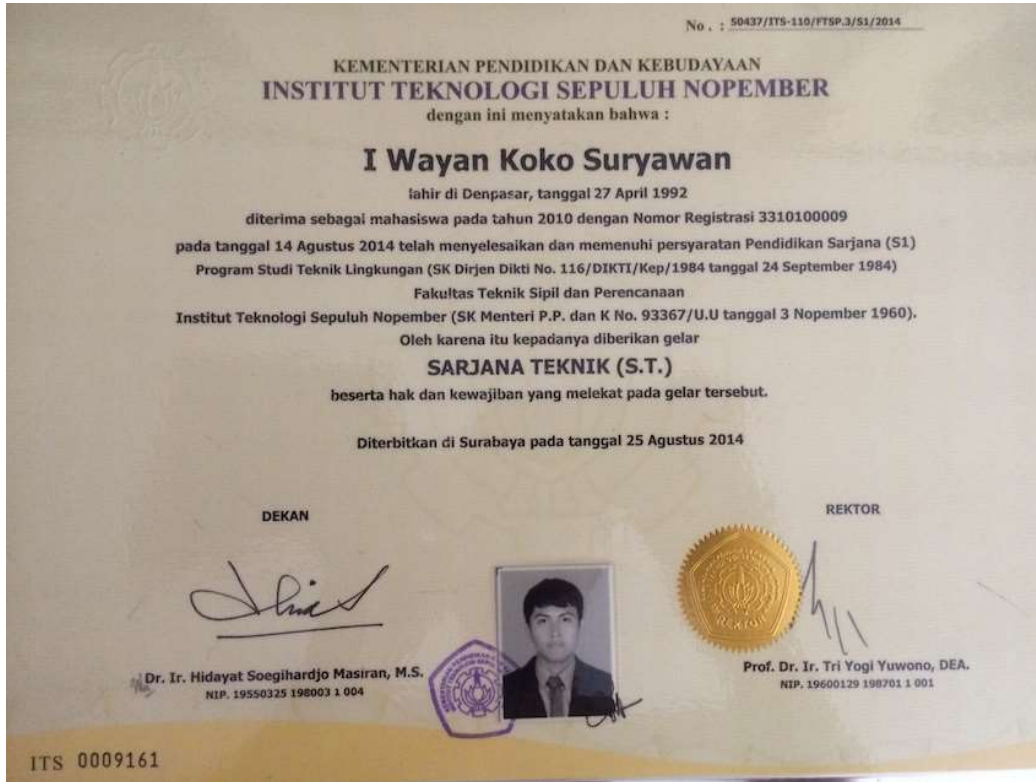 No. : 50437/ITS-110/FTSP.3/S1/2014
KEMENTERIAN PENDIDIKAN DAN KEBUDAYAAN
INSTITUT TEKNOLOGI SEPULUH NOPEMBER
dengan ini menyatakan bahwa :
I Wayan Koko Suryawan
lahir di Denpasar, tanggal 27 April 1992
diterima sebagai mahasiswa pada tahun 2010 dengan Nomor Registrasi 3310100009
pada tanggal 14 Agustus 2014 telah menyelesaikan dan memenuhi persyaratan Pendidikan Sarjana (S1)
Program Studi Teknik Lingkungan (SK Dirjen Dikti No. 116/DIKTI/Kep/1984 tanggal 24 September 1984)
Fakultas Teknik Sipil dan Perencanaan
Institut Teknologi Sepuluh Nopember (SK Menteri P.P. dan K No. 93367/U.U tanggal 3 Nopember 1960).
Oleh karena itu kepadanya diberikan gelar
SARJANA TEKNIK (S.T.)
beserta hak dan kewajiban yang melekat pada gelar tersebut.
Diterbitkan di Surabaya pada tanggal 25 Agustus 2014
DEKAN
Dr. Ir. Hidayat Soegihardjo Masiran, M.S.
NIP. 19550325 198003 1 004
REKTOR
REKTOR
Prof. Dr. Ir. Tri Yogi Yuwono, DEA.
NIP. 19600129 198701 1 001
ITS 0009161